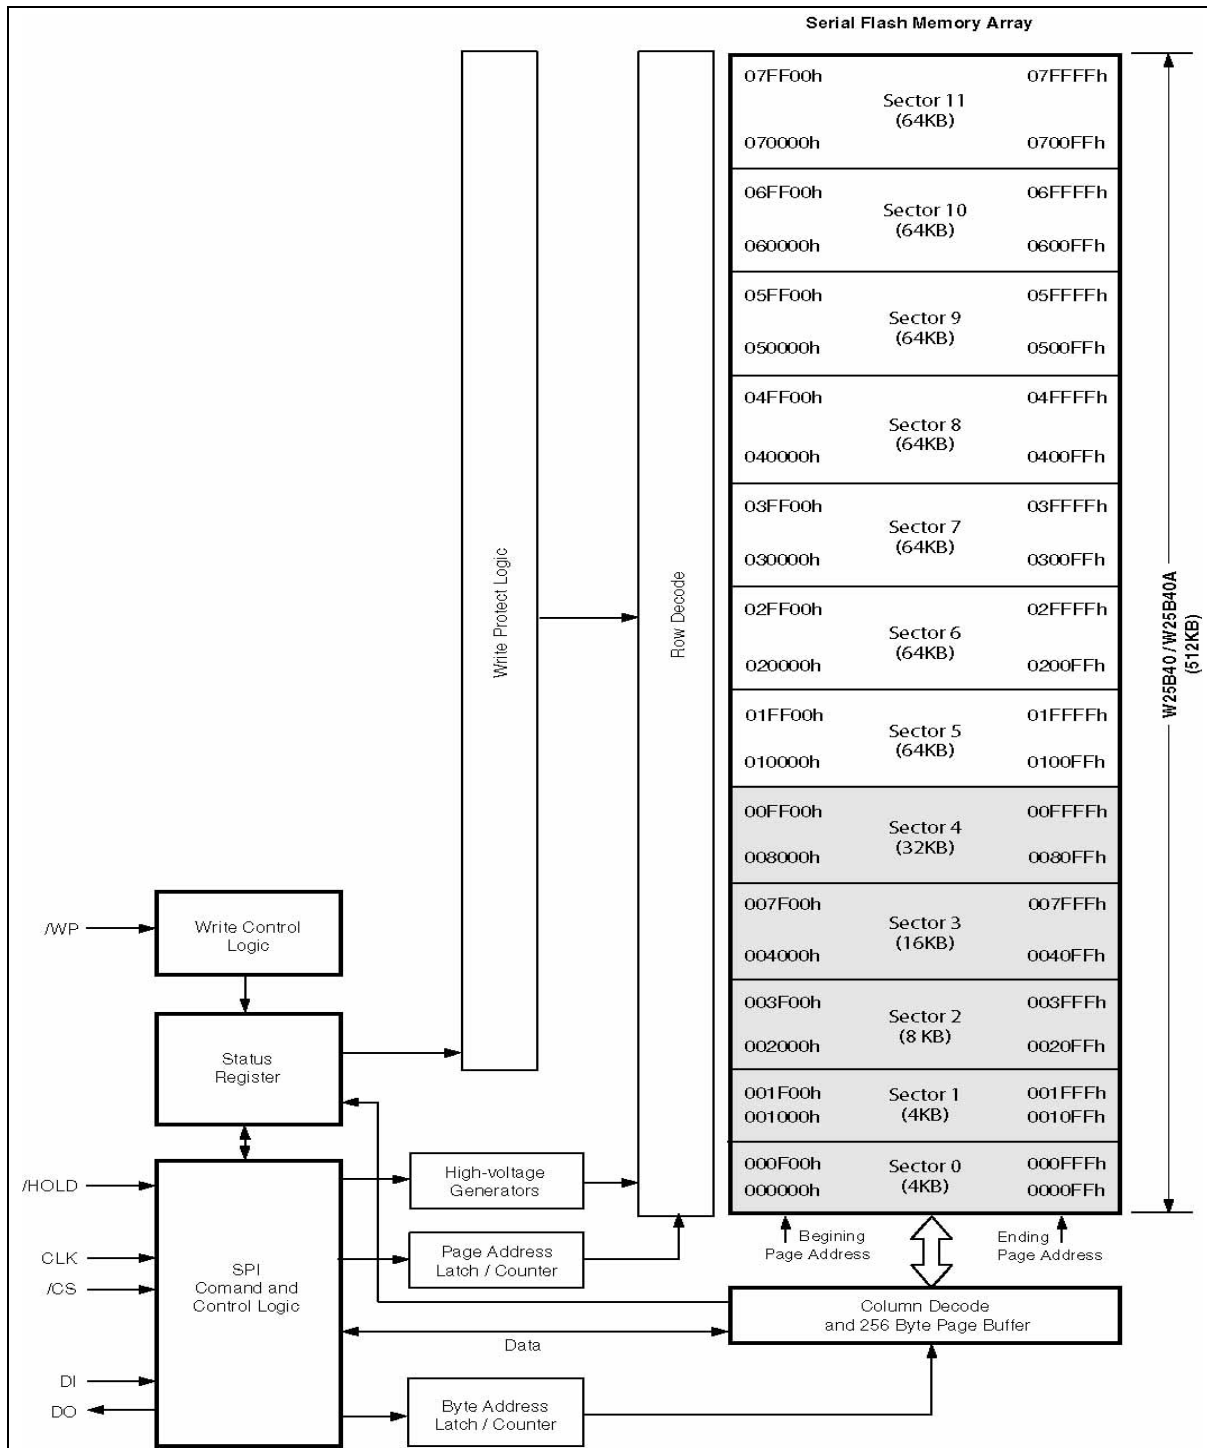 Serial Flash Memory Array
07FF00h 07FFFFh
Sector 11
(64KB)
070000h 0700FFh
06FF00h 06FFFFh
Sector 10
(64KB)
060000h 0600FFh
05FF00h 05FFFFh
Sector 9
(64KB)
050000h 0500FFh
04FF00h 04FFFFh
Sector 8
(64KB)
040000h 0400FFh
03FF00h 03FFFFh
Sector 7
(64KB)
030000h 0300FFh
02FF00h 02FFFFh
Sector 6
(64KB)
020000h 0200FFh
01FF00h 01FFFFh
Sector 5
(64KB)
010000h 0100FFh
00FF00h 00FFFFh
Sector 4
(32KB)
008000h 0080FFh
007F00h 007FFFh
Sector 3
(16KB)
004000h 0040FFh
003F00h 003FFFh
Sector 2
(8 KB)
002000h 0020FFh
001F00h Sector 1 001FFFh
001000h (4KB) 0010FFh
000F00h Sector 0 000FFFh
000000h (4KB) 0000FFh
W25B40 / W25B40A
(512KB)
Write Protect Logic
Row Decode
/WP
Write Control
Logic
Status
Register
/HOLD
CLK
/CS
DI
DO
SPI
Comand and
Control Logic
High-voltage
Generators
Page Address
Latch / Counter
Begining
Page Address
Ending
Page Address
Column Decode
and 256 Byte Page Buffer
Data
Byte Address
Latch / Counter